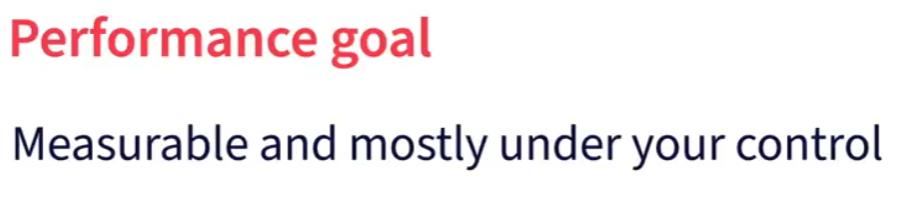 Performance goal
Measurable and mostly under your control